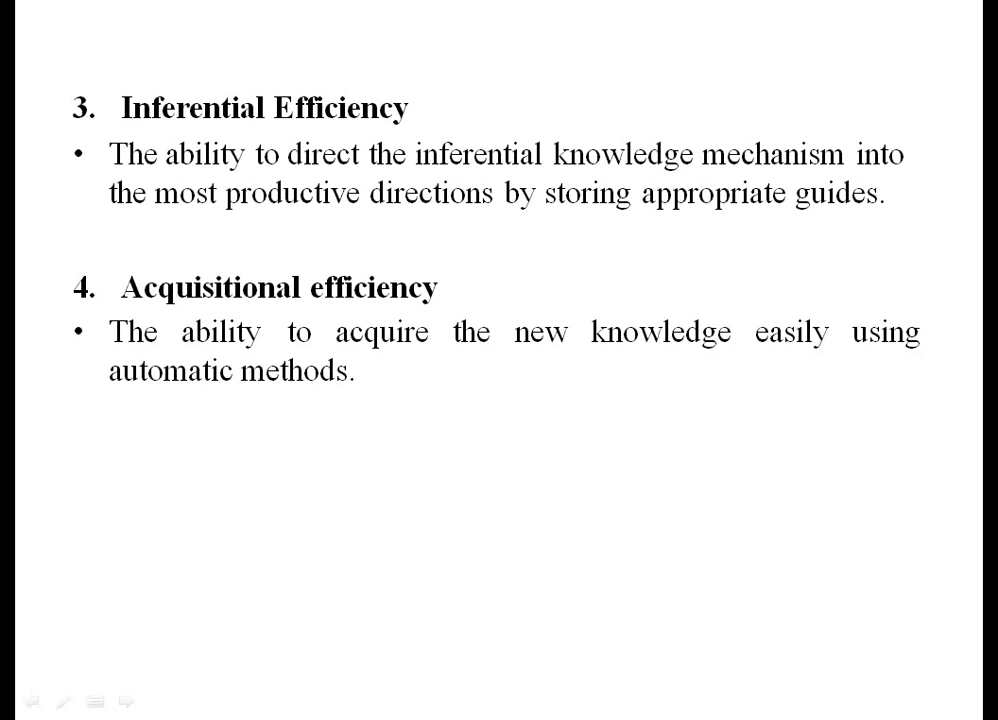 3. Inferential Efficiency
• The ability to direct the inferential knowledge mechanism into
the most productive directions by storing appropriate guides.
4. Acquisitional efficiency
• The ability to acquire the new knowledge easily using
automatic methods.